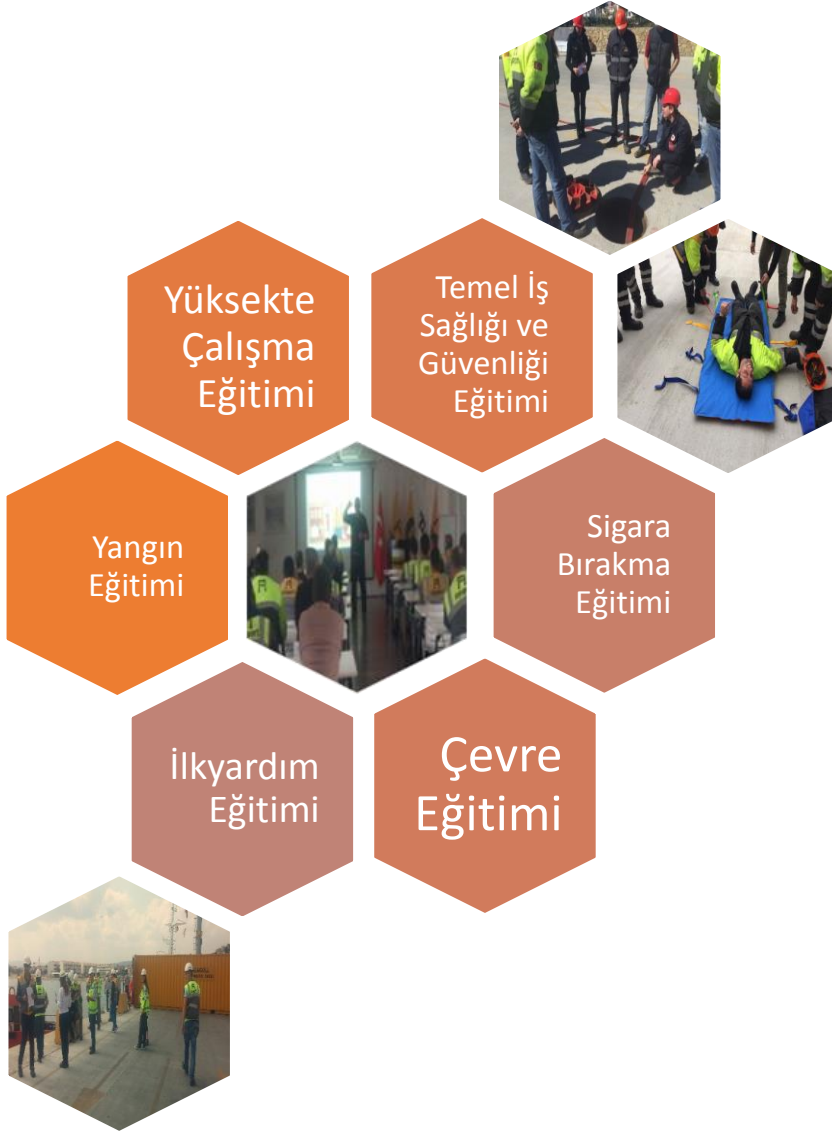 Yüksekte
Çalışma
Eğitimi
Temel İş
Sağlığı ve
Güvenliği
Eğitimi
Yangın
Eğitimi
Sigara
Bırakma
Eğitimi
İlkyardım
Eğitimi
Çevre
Eğitimi